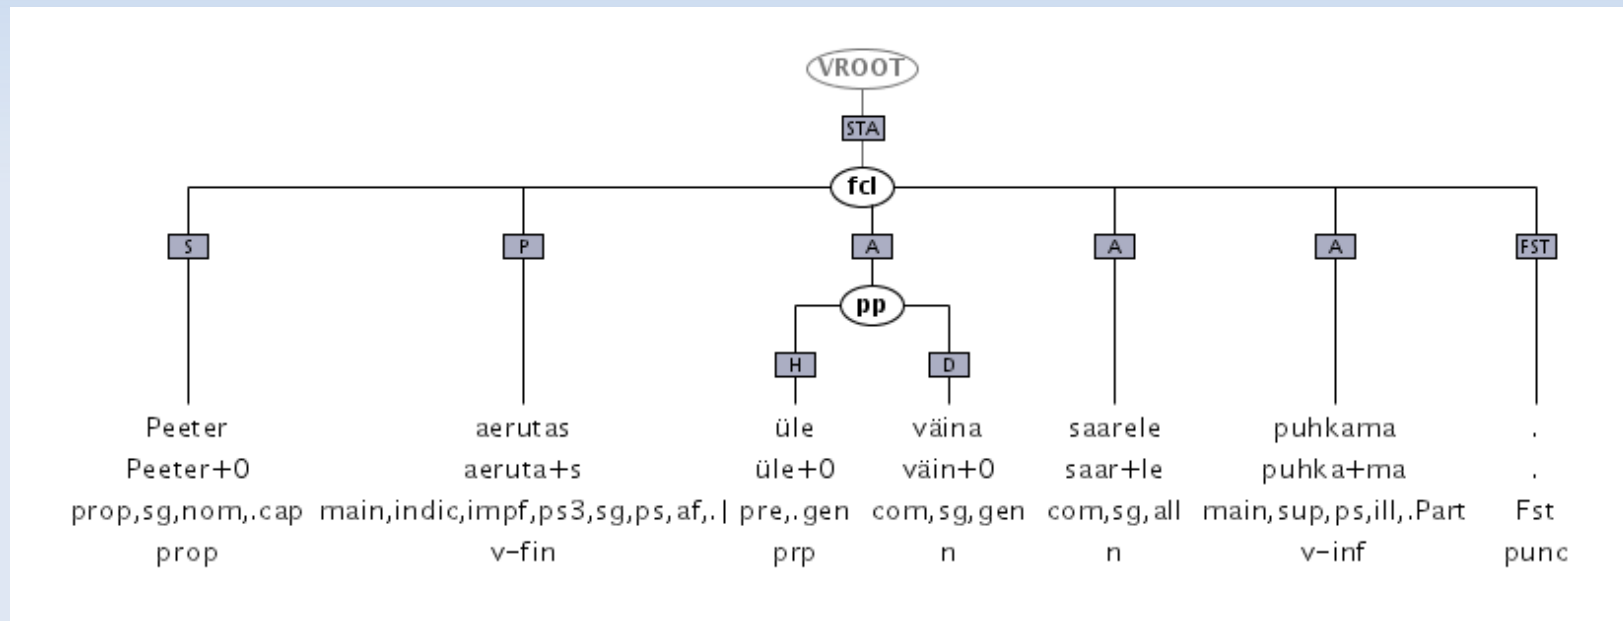 VROOT
STA
fcl
S P A A A FST
pp
H D
Peeter aerutas üle väina saarele puhkama .
Peeter+0 aeruta+s üle+0 väin+0 saar+le puhka+ma .
prop,sg,nom,.cap main,indic,impf,ps3,sg,ps,af,.| pre,.gen com,sg,gen com,sg,all main,sup,ps,ill,.Part Fst
prop v-fin prp n n v-inf punc